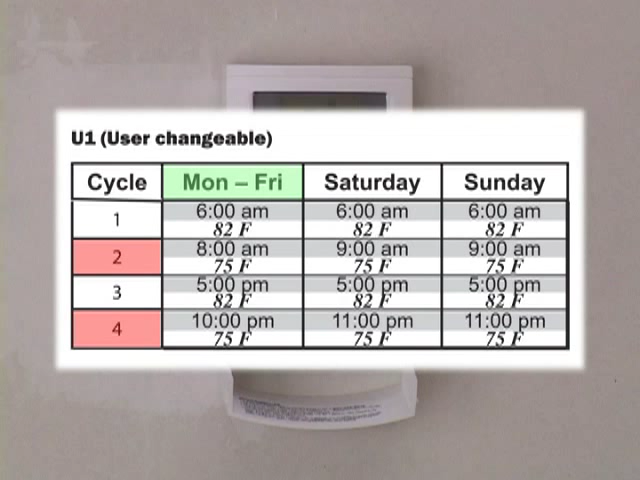 U1 (User changeable)
Cycle Mon – Fri Saturday Sunday
1 6:00 am 6:00 am 6:00 am
82 F 82 F 82 F
2 8:00 am 9:00 am 9:00 am
75 F 75 F 75 F
3 5:00 pm 5:00 pm 5:00 pm
82 F 82 F 82 F
4 10:00 pm 11:00 pm 11:00 pm
75 F 75 F 75 F